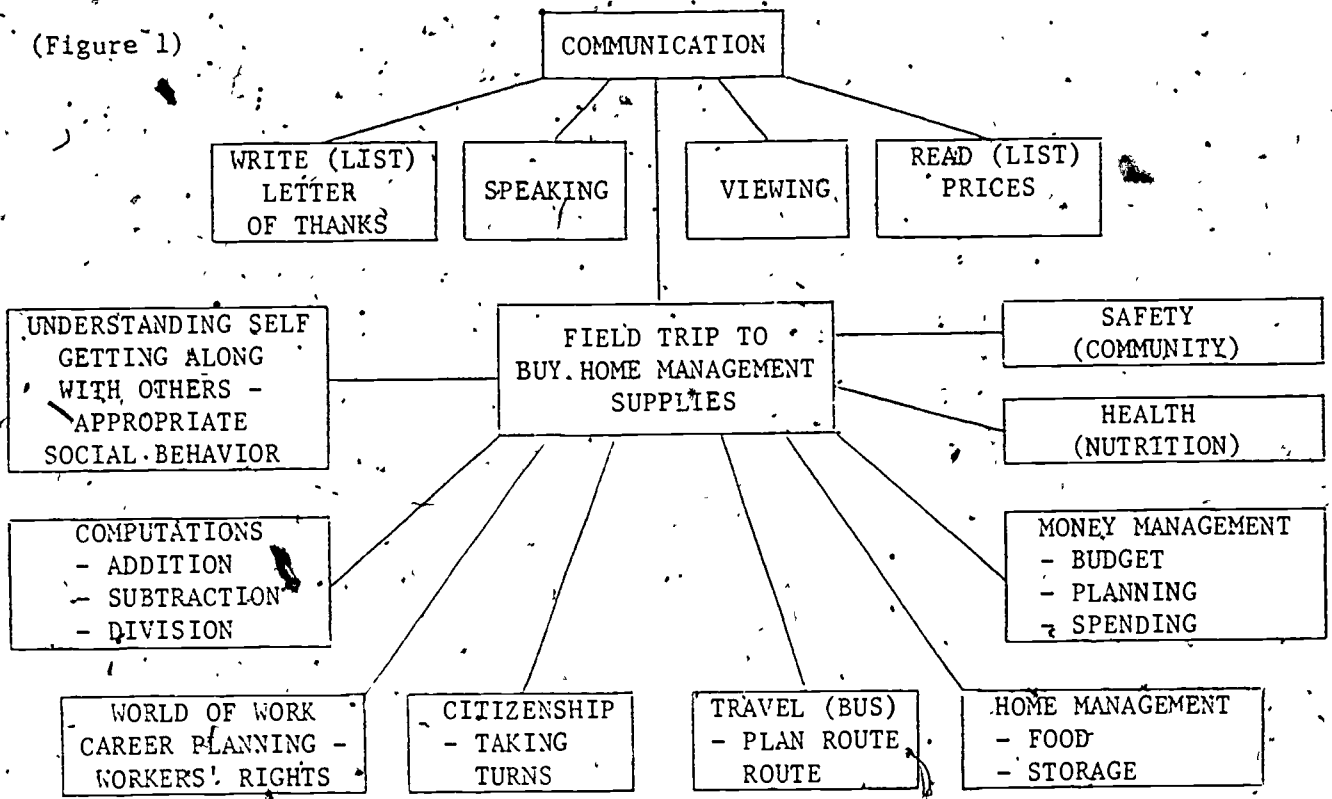 (Figure 1)
COMMUNICATION
WRITE (LIST)
LETTER
OF THANKS
SPEAKING
VIEWING
READ (LIST)
PRICES
UNDERSTANDING SELF
GETTING ALONG
WITH OTHERS -
APPROPRIATE
SOCIAL BEHAVIOR
FIELD TRIP TO
BUY HOME MANAGEMENT
SUPPLIES
SAFETY
(COMMUNITY)
HEALTH
(NUTRITION)
COMPUTATIONS
- ADDITION
- SUBTRACTION
- DIVISION
MONEY MANAGEMENT
- BUDGET
- PLANNING
- SPENDING
WORLD OF WORK
CAREER PLANNING -
WORKERS' RIGHTS
CITIZENSHIP
- TAKING
TURNS
TRAVEL (BUS)
- PLAN ROUTE
ROUTE
HOME MANAGEMENT
- FOOD
- STORAGE